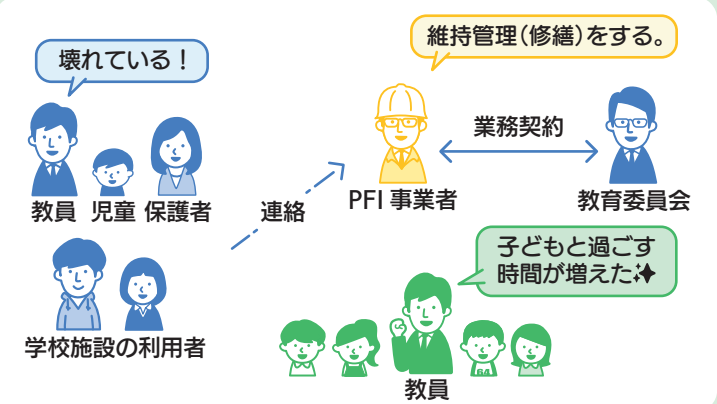 壊れている！
維持管理（修繕）をする。
教員 児童 保護者
連絡
PFI 事業者
業務契約
教育委員会
学校施設の利用者
子どもと過ごす
時間が増えた✨
64
教員